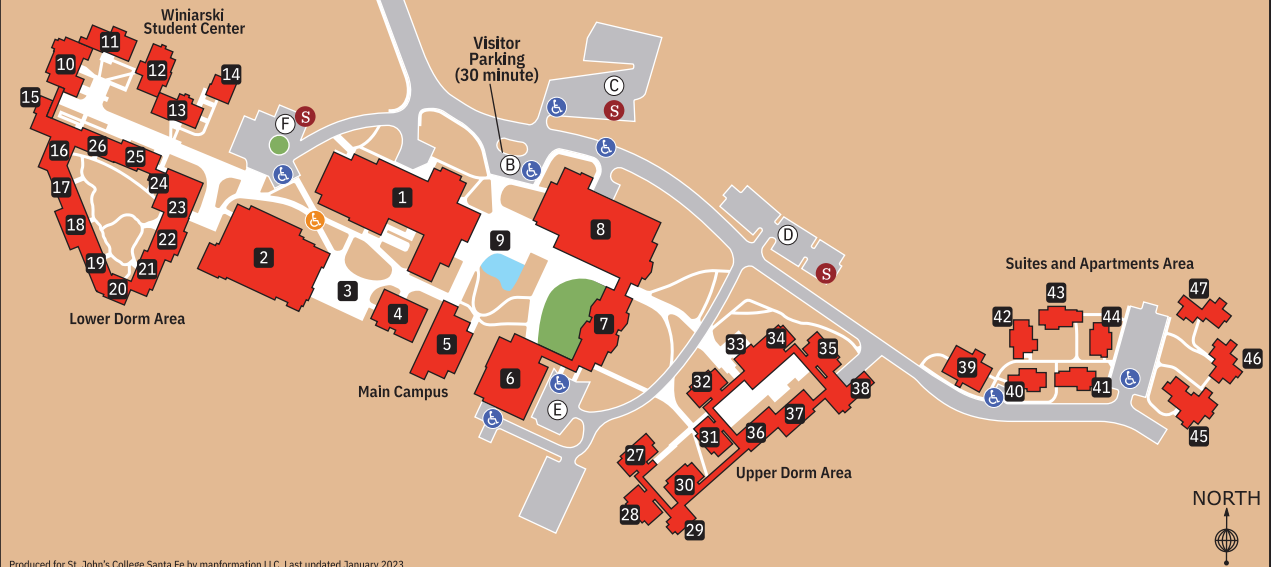 Winiarski
Student Center
11
10
12
14
15
13
F
S
26
16
25
24
17
23
18
22
19
21
20
Lower Dorm Area
Visitor
Parking
(30 minute)
C
S
B
1
2
3
4
5
6
7
8
9
E
Main Campus
D
S
33
34
35
32
38
37
31
36
27
30
28
29
Upper Dorm Area
Suites and Apartments Area
47
43
42
44
46
39
40
41
45
NORTH
Produced for St. John's College Santa Fe by mapformation LLC. Last updated January 2023